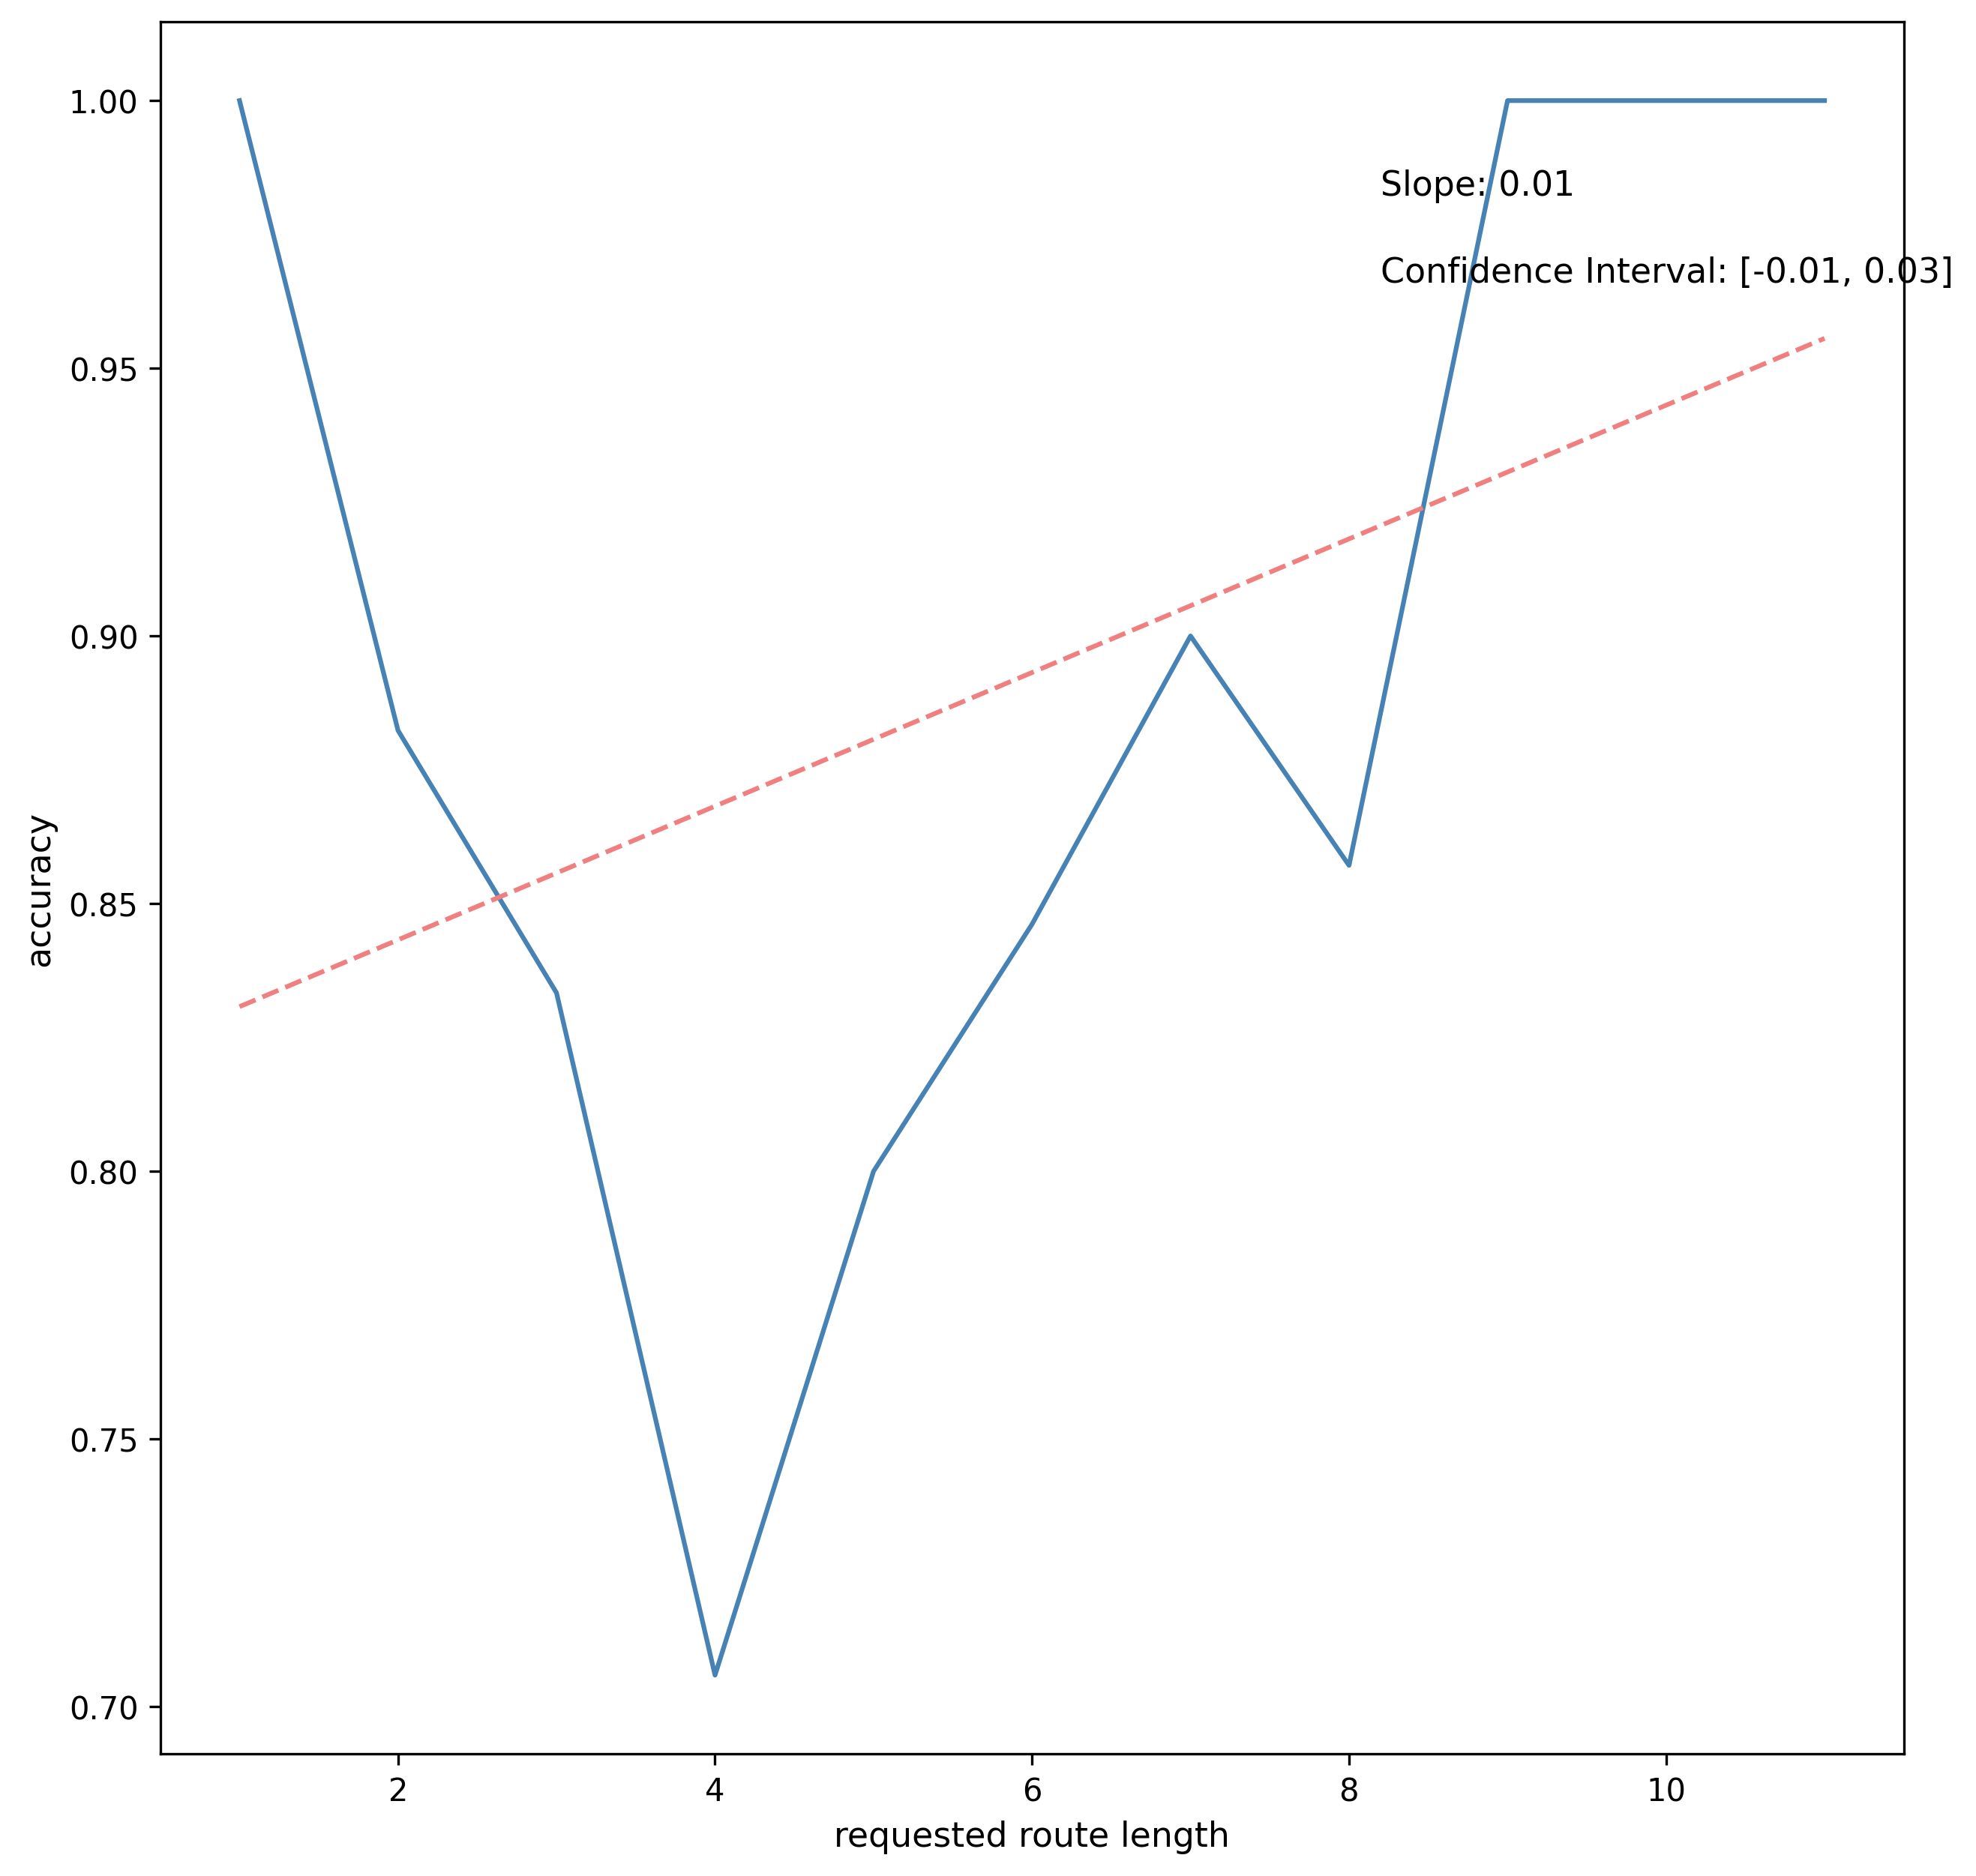 1.00
0.95
0.90
0.85
0.80
0.75
0.70
accuracy
Slope: 0.01
Confidence Interval: [-0.01, 0.03]
2 4 6 8 10
requested route length